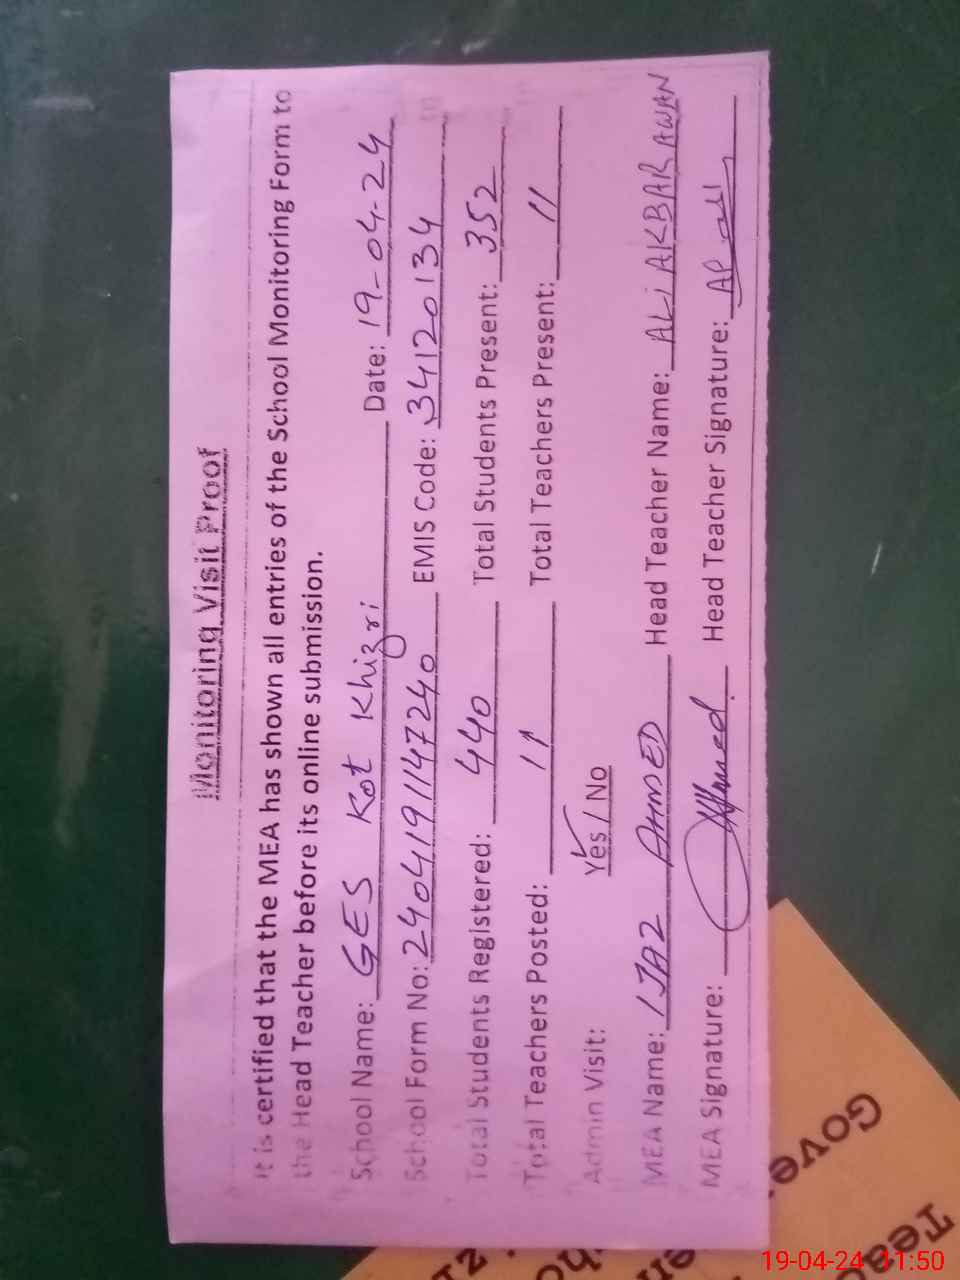 Monitoring Visit Proof
It is certified that the MEA has shown all entries of the School Monitoring Form to
the Head Teacher before its online submission.
School Name: GES Kot Khizri Date: 19-04-24
School Form No: 2404191147240 EMIS Code: 34120134
Total Students Registered: 440 Total Students Present: 352
Total Teachers Posted: 11 Total Teachers Present: 11
Admin Visit: Yes / No
MEA Name: IJAZ AHMED Head Teacher Name: ALI AKBAR AWAN
MEA Signature: Ahmed Head Teacher Signature:
Gove
Teac
19-04-24 11:50